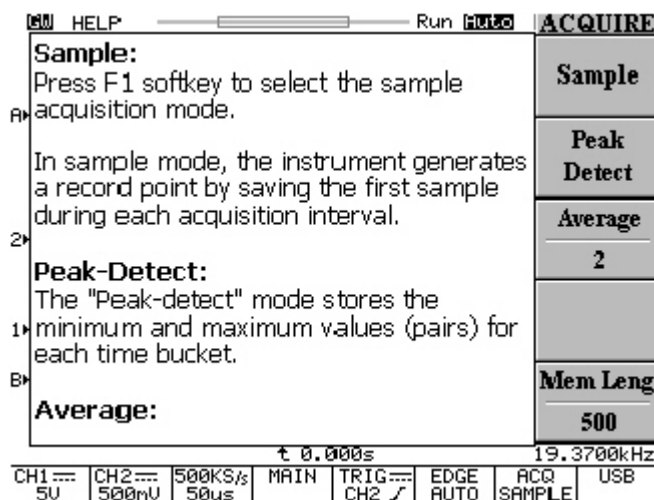 GW HELP Run Auto ACQUIRE
Sample:
Press F1 softkey to select the sample
acquisition mode.
In sample mode, the instrument generates
a record point by saving the first sample
during each acquisition interval.
Peak-Detect:
The "Peak-detect" mode stores the
minimum and maximum values (pairs) for
each time bucket.
Average:
A
2
1
B
Sample
Peak
Detect
Average
2
Mem Leng
500
t 0.000s 19.3700kHz
CH1 CH2 500KS/s MAIN TRIG EDGE ACQ USB
5V 500mV 50us CH2 AUTO SAMPLE